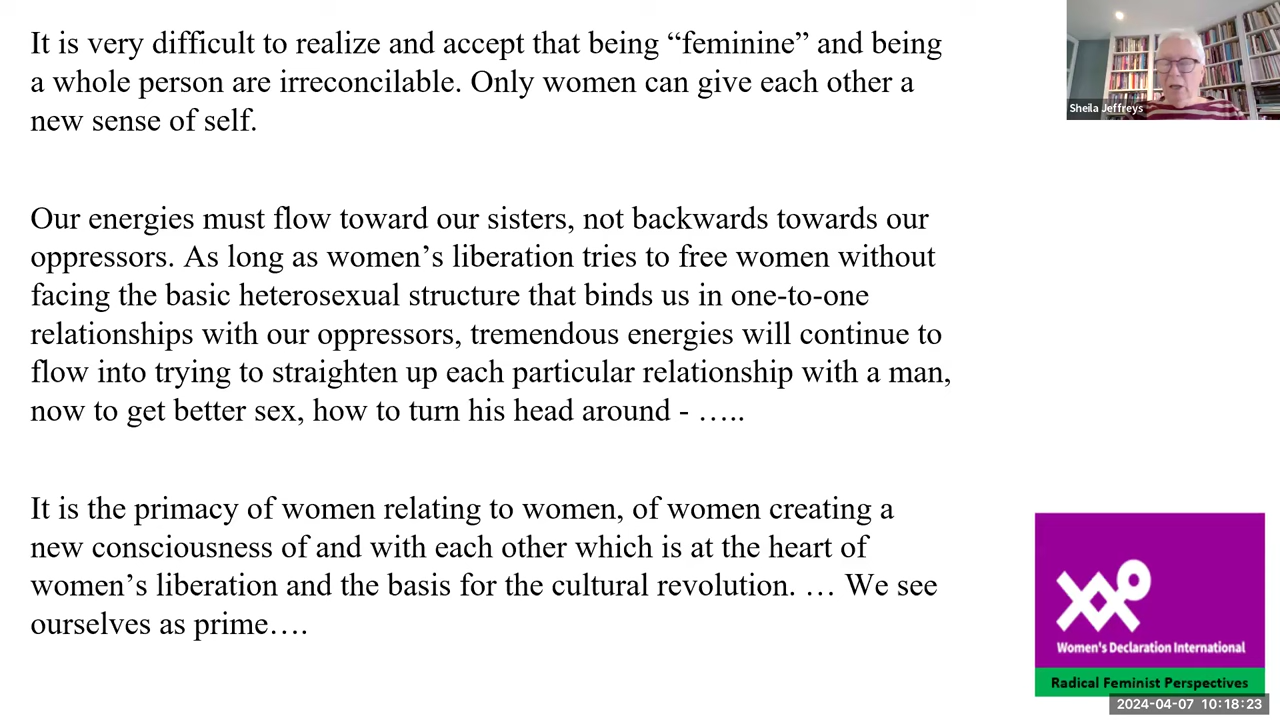 It is very difficult to realize and accept that being “feminine” and being
a whole person are irreconcilable. Only women can give each other a
new sense of self.
Our energies must flow toward our sisters, not backwards towards our
oppressors. As long as women’s liberation tries to free women without
facing the basic heterosexual structure that binds us in one-to-one
relationships with our oppressors, tremendous energies will continue to
flow into trying to straighten up each particular relationship with a man,
now to get better sex, how to turn his head around - …..
It is the primacy of women relating to women, of women creating a
new consciousness of and with each other which is at the heart of
women’s liberation and the basis for the cultural revolution. … We see
ourselves as prime….
Sheila Jeffreys
Women's Declaration International
Radical Feminist Perspectives
2024-04-07 10:18:23